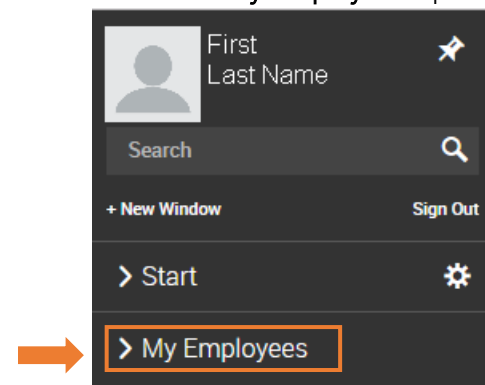 First
Last Name
Search
+ New Window Sign Out
Start
My Employees